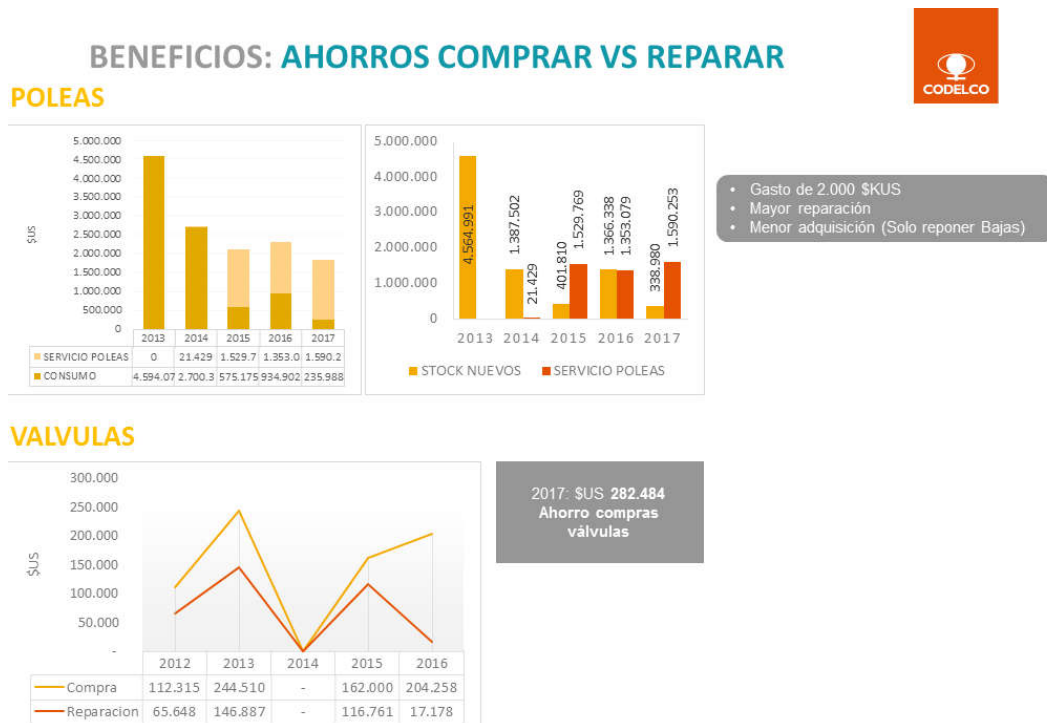 BENEFICIOS: AHORROS COMPRAR VS REPARAR
CODELCO
POLEAS
5.000.000
4.500.000
4.000.000
3.500.000
3.000.000
2.500.000
2.000.000
1.500.000
1.000.000
500.000
0
$US
2013 2014 2015 2016 2017
SERVICIO POLEAS 0 21.429 1.529.7 1.353.0 1.590.2
CONSUMO 4.594.07 2.700.3 575.175 934.902 235.988
5.000.000
4.000.000
3.000.000
2.000.000
1.000.000
0
4.564.991
1.387.502
21.429
401.810
1.529.769
1.366.338
1.353.079
338.980
1.590.253
2013 2014 2015 2016 2017
STOCK NUEVOS SERVICIO POLEAS
• Gasto de 2.000 $KUS
• Mayor reparación
• Menor adquisición (Solo reponer Bajas)
VALVULAS
300.000
250.000
200.000
150.000
100.000
50.000
-
$US
2012 2013 2014 2015 2016
Compra 112.315 244.510 - 162.000 204.258
Reparacion 65.648 146.887 - 116.761 17.178
2017: $US 282.484
Ahorro compras
válvulas